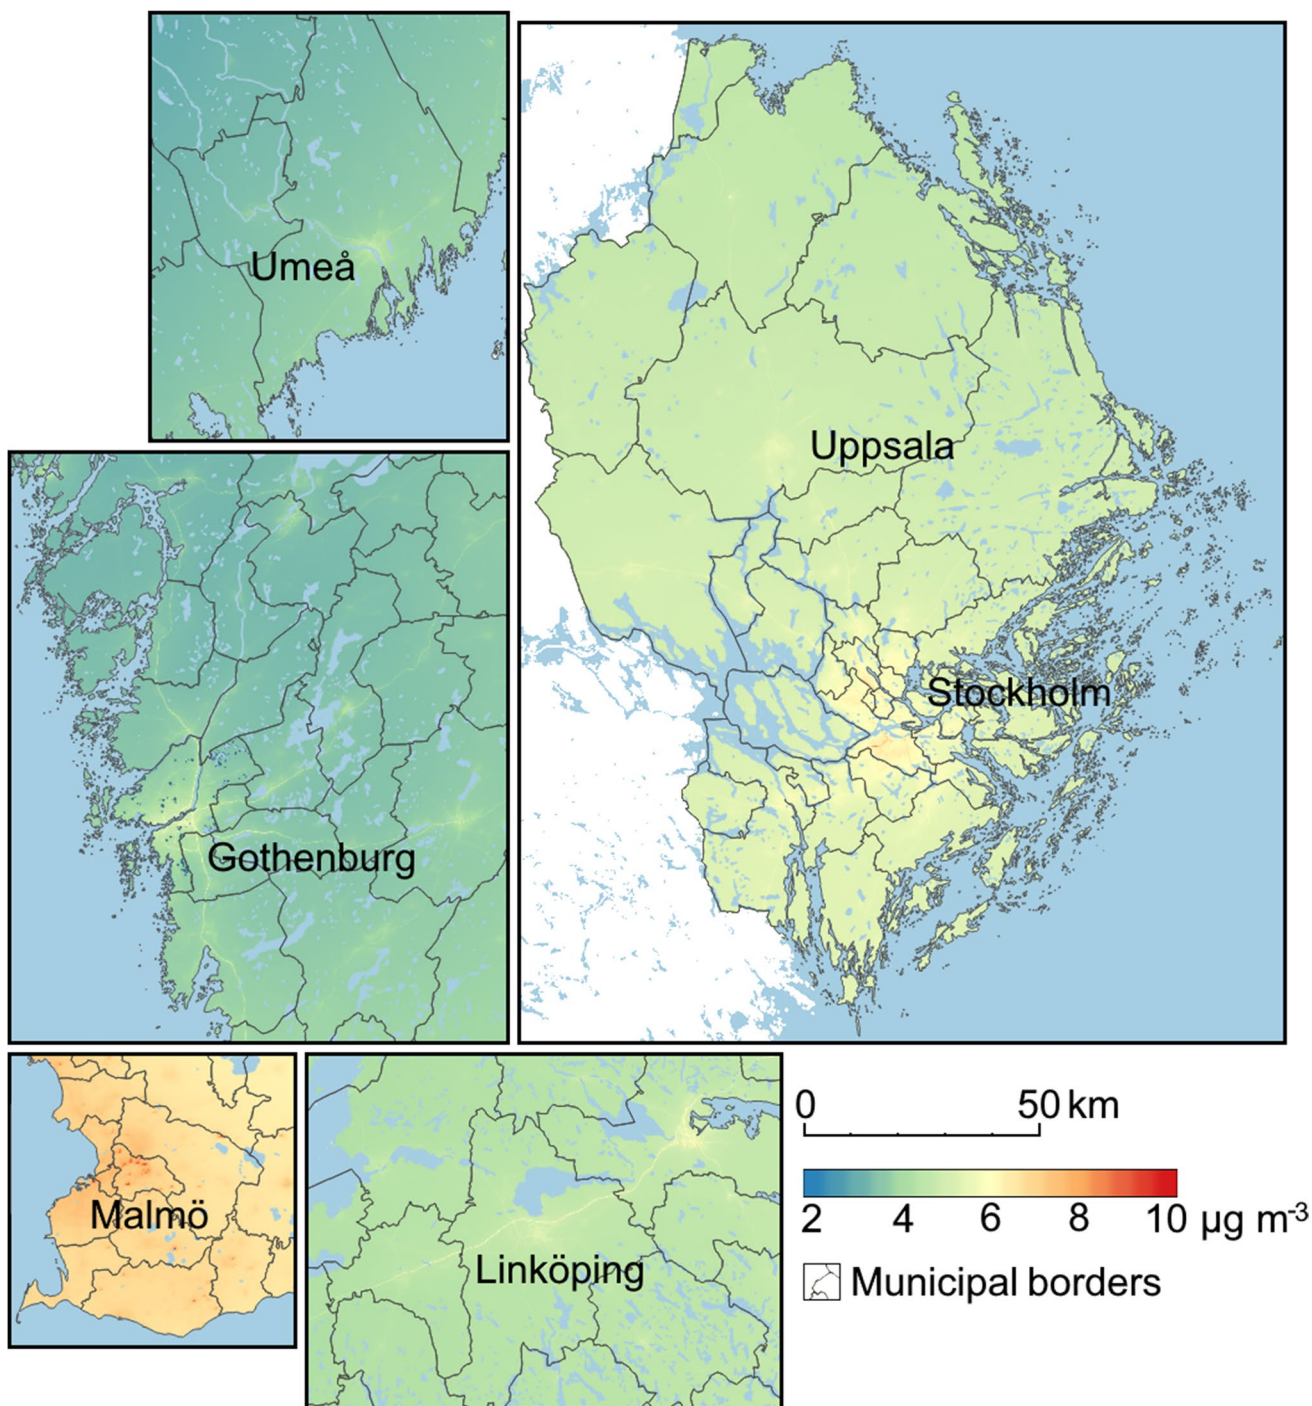 Umeå
Uppsala
Stockholm
Gothenburg
Malmö
Linköping
0 50 km
2 4 6 8 10 µg m-3
Municipal borders